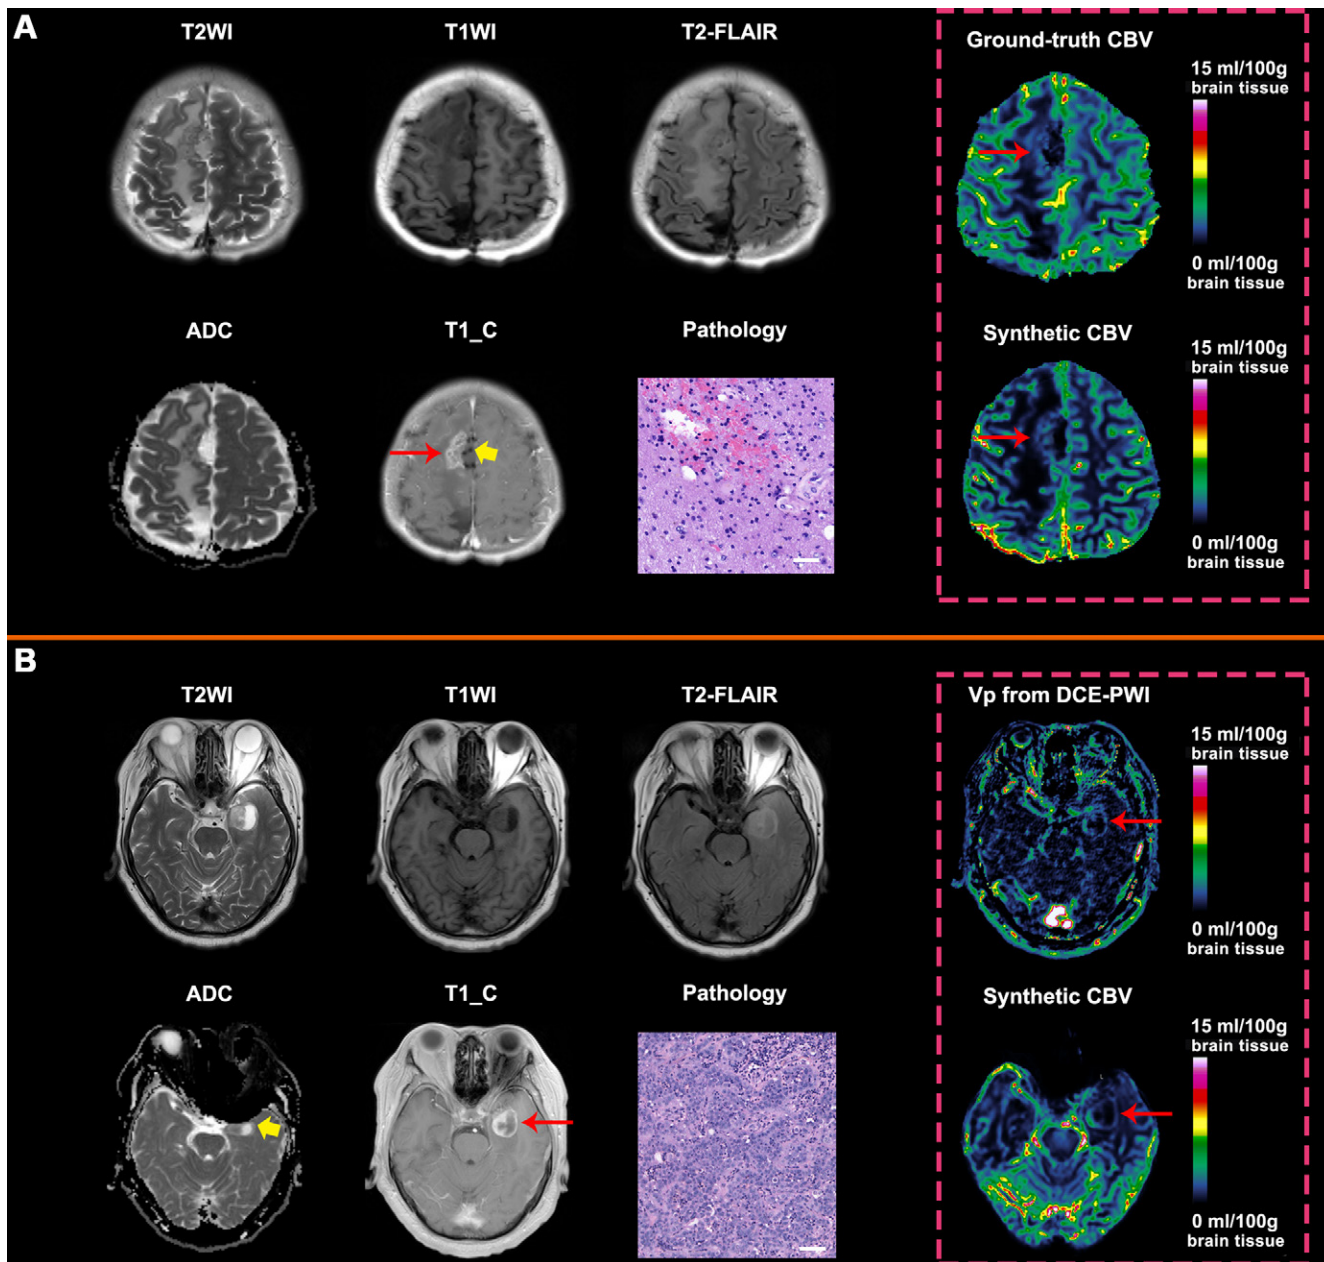 A
T2WI
T1WI
T2-FLAIR
Ground-truth CBV
15 ml/100g
brain tissue
0 ml/100g
brain tissue
ADC
T1_C
Pathology
Synthetic CBV
15 ml/100g
brain tissue
0 ml/100g
brain tissue
B
T2WI
T1WI
T2-FLAIR
Vp from DCE-PWI
15 ml/100g
brain tissue
0 ml/100g
brain tissue
ADC
T1_C
Pathology
Synthetic CBV
15 ml/100g
brain tissue
0 ml/100g
brain tissue